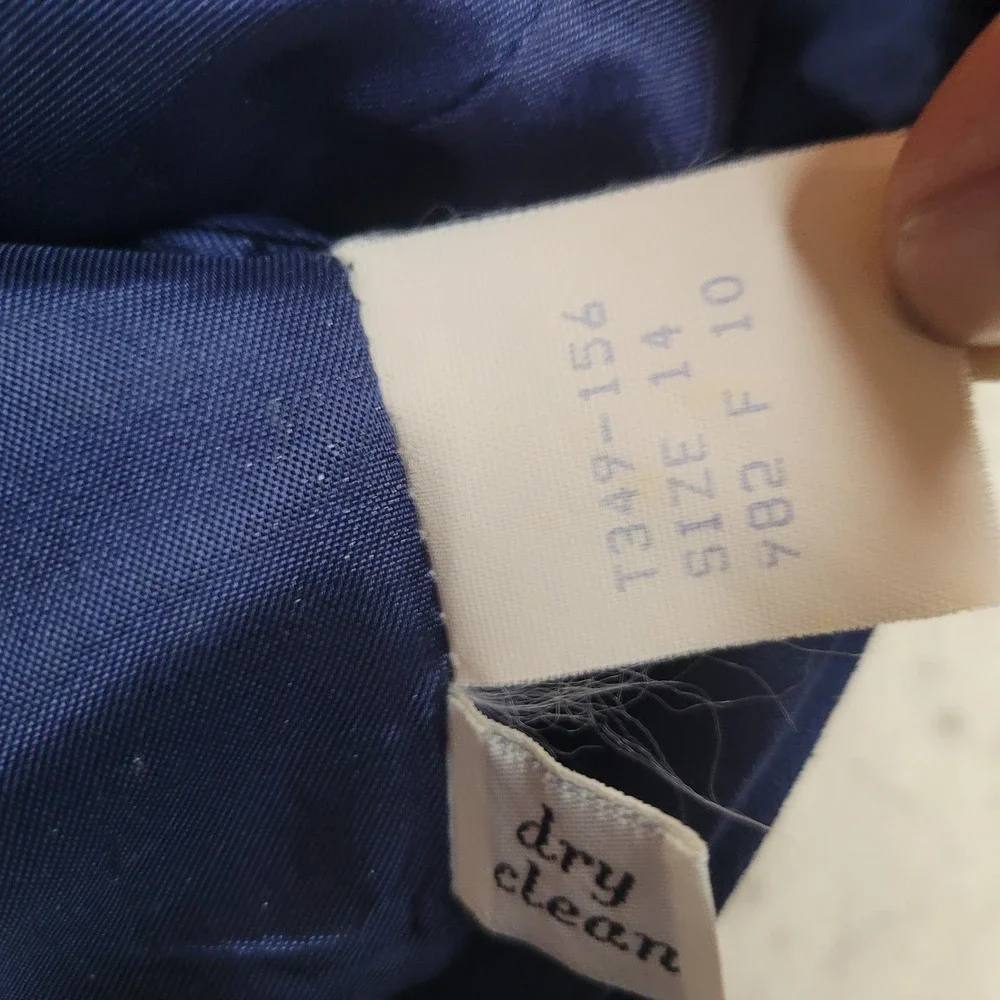 T349-156
SIZE 14
782 F 10
dry
clean